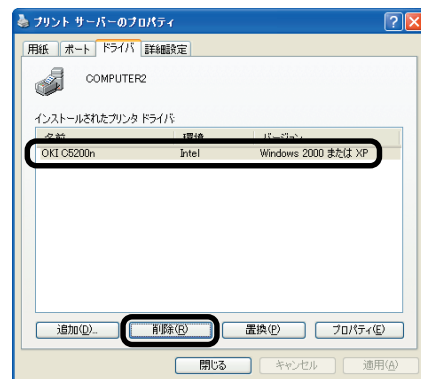 プリント サーバーのプロパティ
用紙 ポート ドライバ 詳細設定
COMPUTER2
インストールされたプリンタ ドライバ:
名前 環境 バージョン
OKI C5200n Intel Windows 2000 または XP
追加(D)... 削除(R) 置換(P) プロパティ(E)
閉じる キャンセル 適用(A)